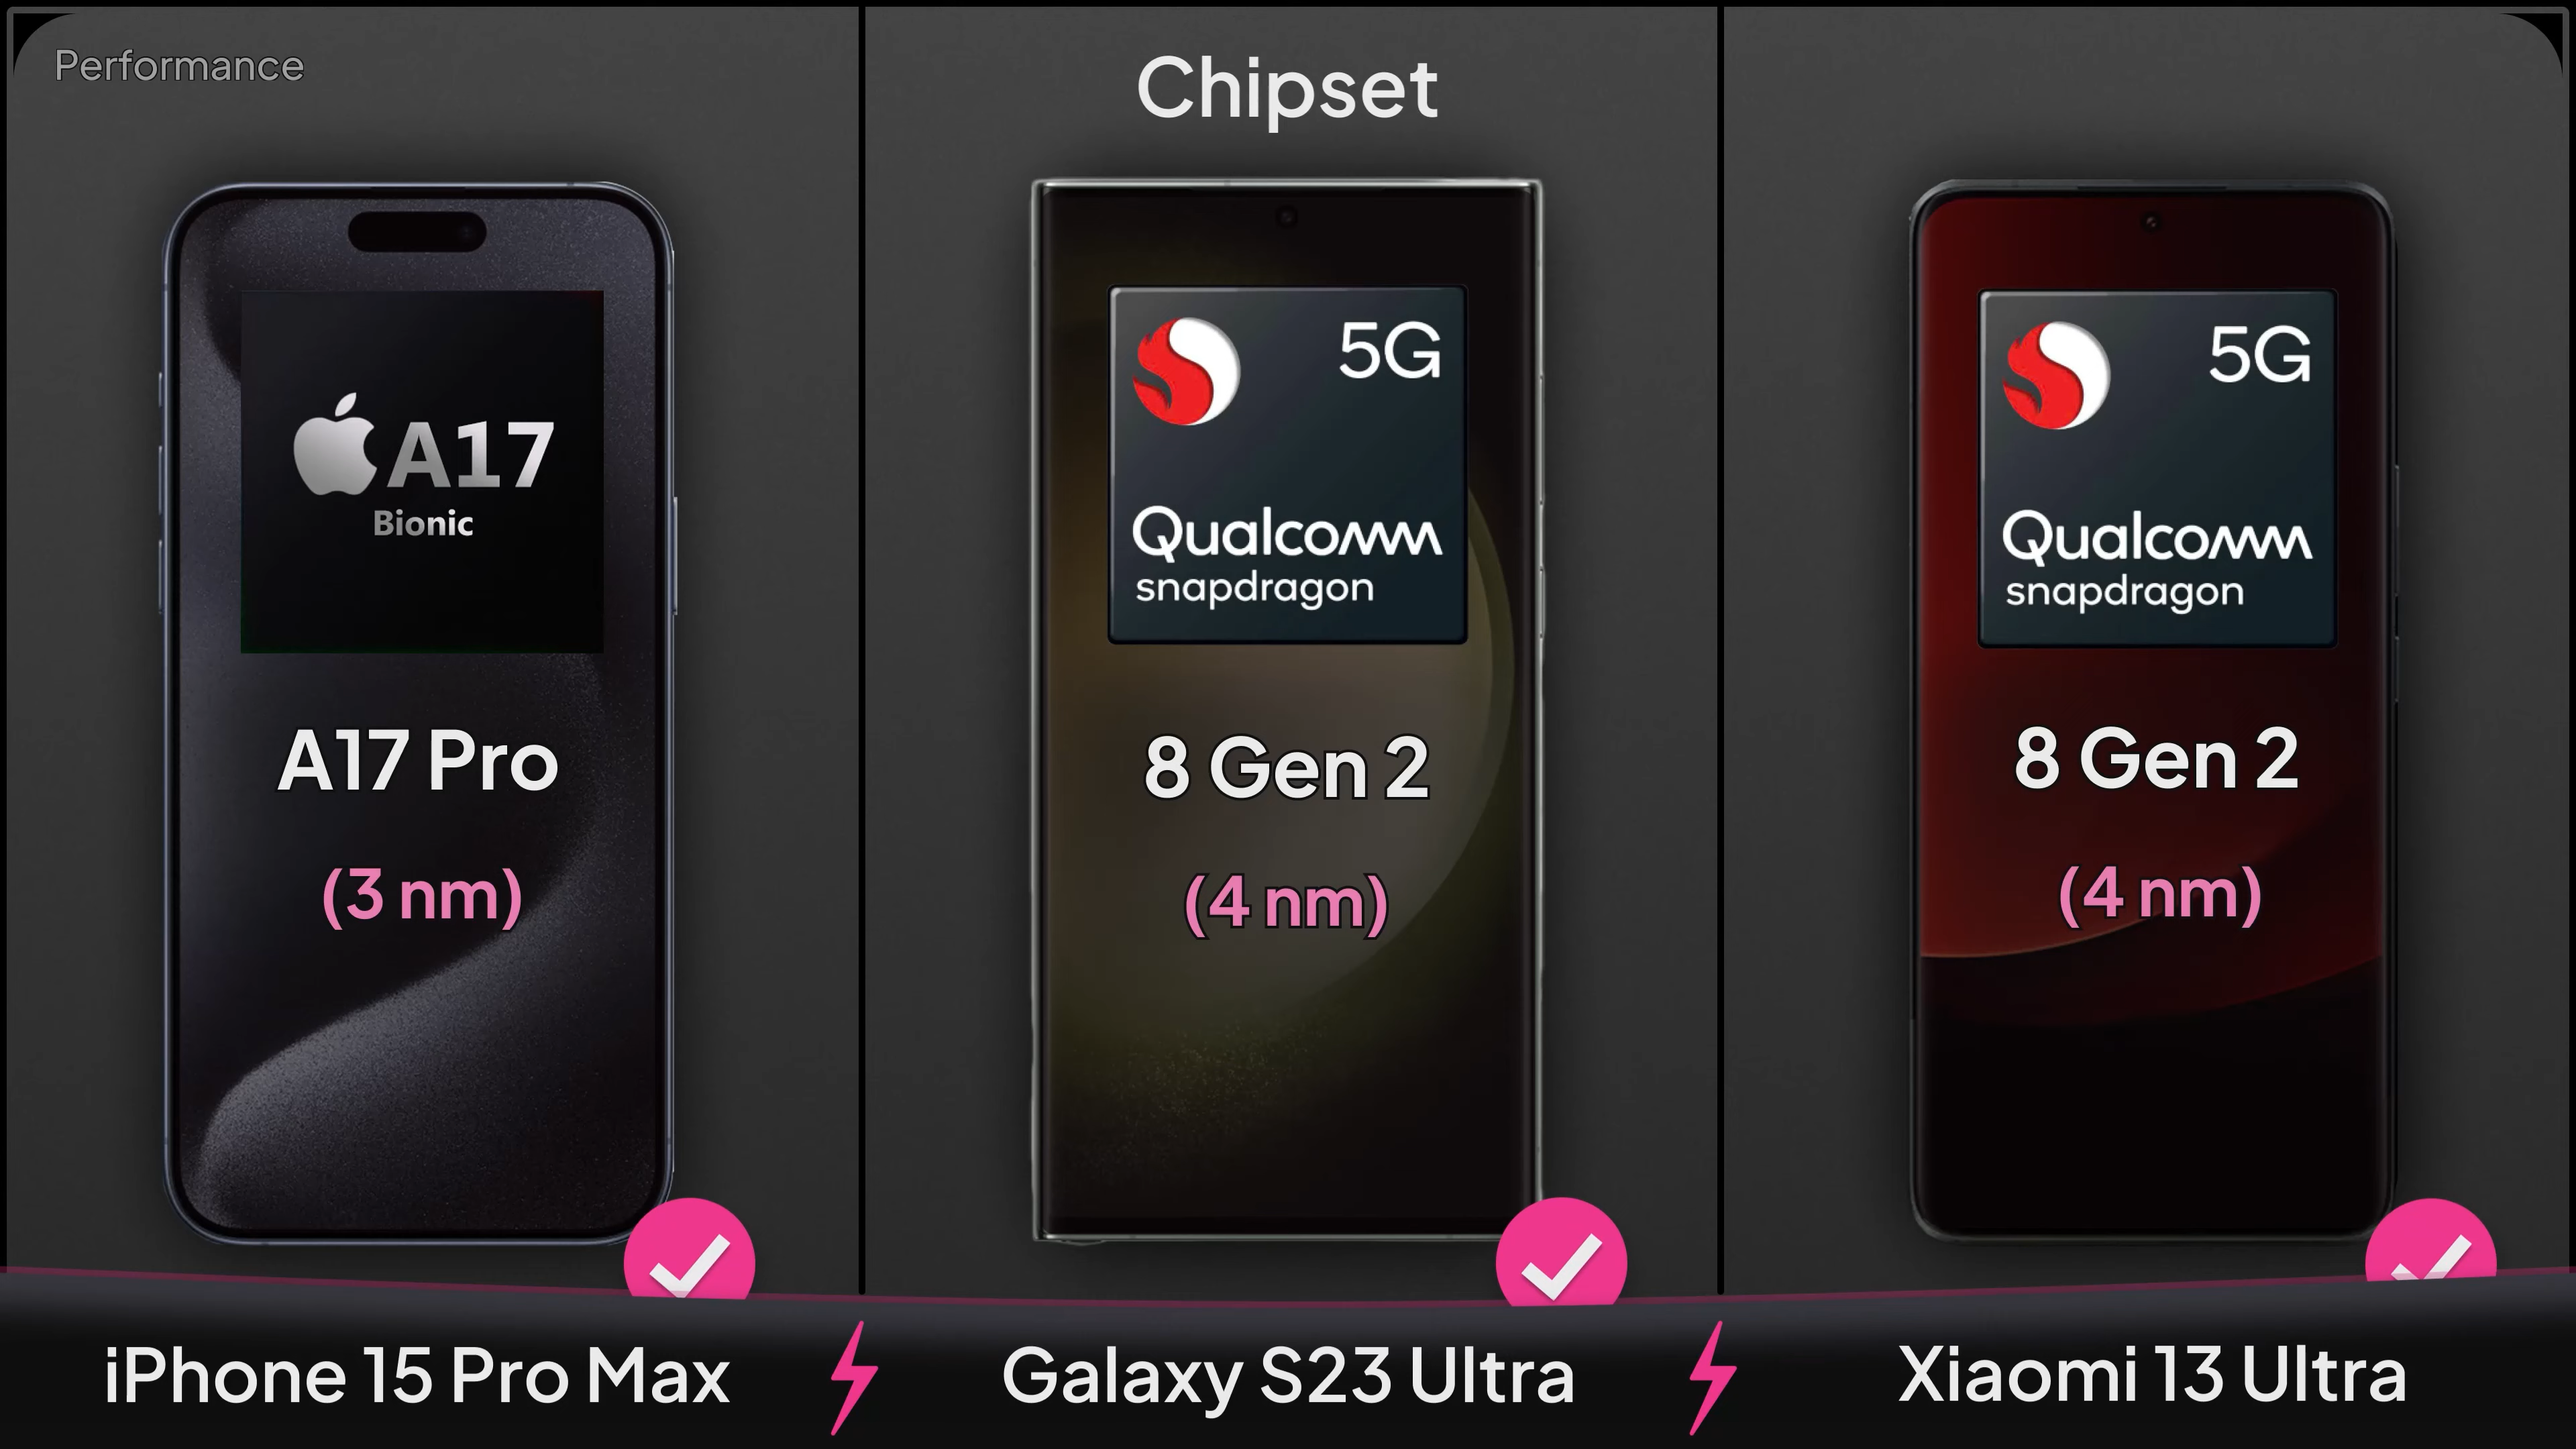 Performance
Chipset
A17
Bionic
A17 Pro
(3 nm)
5G
Qualcomm
snapdragon
8 Gen 2
(4 nm)
5G
Qualcomm
snapdragon
8 Gen 2
(4 nm)
iPhone 15 Pro Max
Galaxy S23 Ultra
Xiaomi 13 Ultra